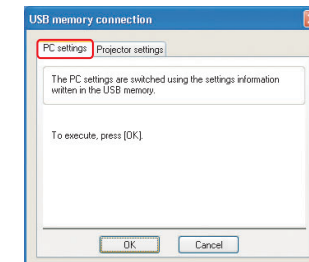 USB memory connection
PC settings Projector settings
The PC settings are switched using the settings information
written in the USB memory.
To execute, press [OK].
OK Cancel